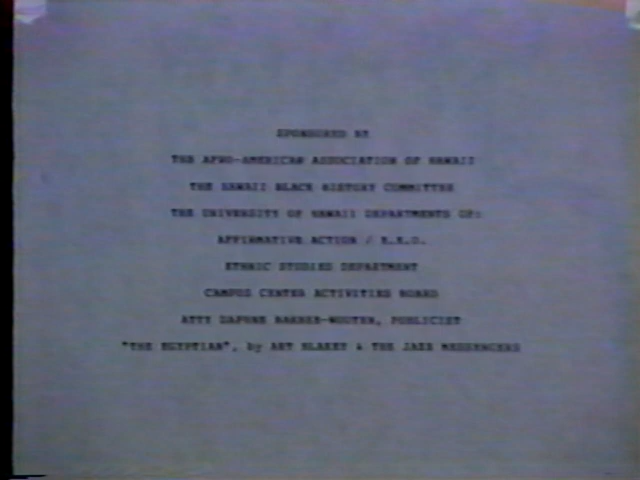 SPONSORED BY
THE AFRO-AMERICAN ASSOCIATION OF HAWAII
THE HAWAII BLACK HISTORY COMMITTEE
THE UNIVERSITY OF HAWAII DEPARTMENTS OF:
AFFIRMATIVE ACTION / E.E.O.
ETHNIC STUDIES DEPARTMENT
CAMPUS CENTER ACTIVITIES BOARD
ATTY DAPHNE BARBEE-WOOTEN, PUBLICIST
"THE EGYPTIAN", by ART BLAKEY & THE JAZZ MESSENGERS